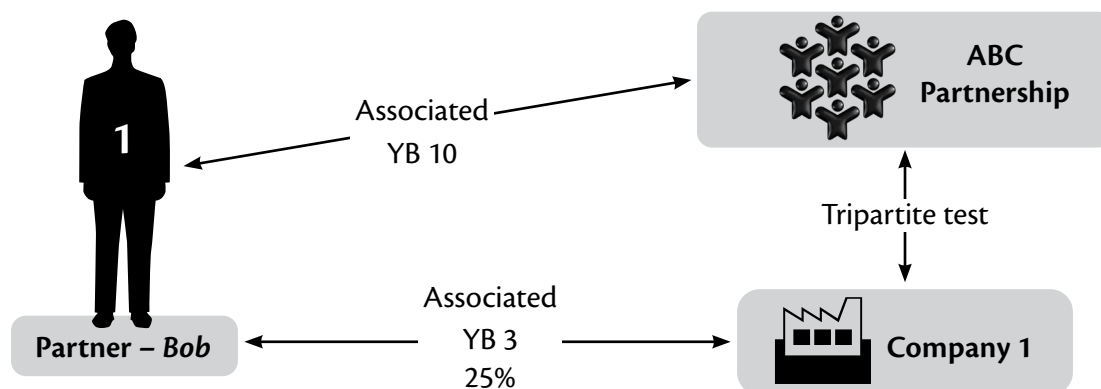 1
ABC
Partnership
Associated
YB 10
Tripartite test
Associated
YB 3
25%
Partner – Bob
Company 1